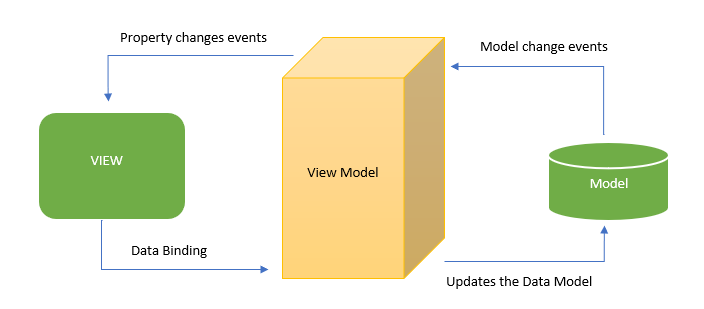 Property changes events
Model change events
VIEW
View Model
Model
Data Binding
Updates the Data Model